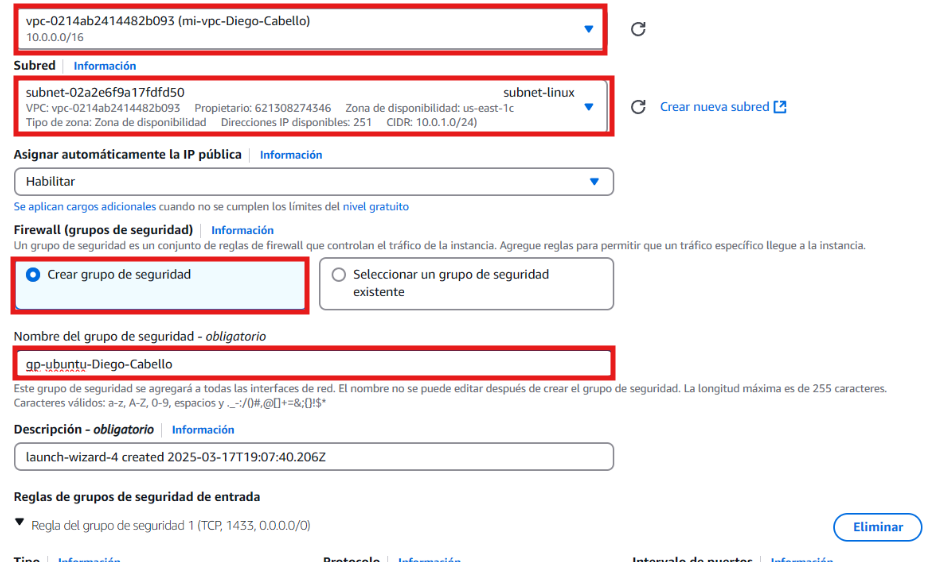 vpc-0214ab2414482b093 (mi-vpc-Diego-Cabello)
10.0.0.0/16
Subred Información
subnet-02a2e6f9a17fdfd50 subnet-linux
VPC: vpc-0214ab2414482b093 Propietario: 621308274346 Zona de disponibilidad: us-east-1c
Tipo de zona: Zona de disponibilidad Direcciones IP disponibles: 251 CIDR: 10.0.1.0/24)
Crear nueva subred
Asignar automáticamente la IP pública Información
Habilitar
Se aplican cargos adicionales cuando no se cumplen los límites del nivel gratuito
Firewall (grupos de seguridad) Información
Un grupo de seguridad es un conjunto de reglas de firewall que controlan el tráfico de la instancia. Agregue reglas para permitir que un tráfico específico llegue a la instancia.
Crear grupo de seguridad
Seleccionar un grupo de seguridad
existente
Nombre del grupo de seguridad - obligatorio
gp-ubuntu-Diego-Cabello
Este grupo de seguridad se agregará a todas las interfaces de red. El nombre no se puede editar después de crear el grupo de seguridad. La longitud máxima es de 255 caracteres.
Caracteres válidos: a-z, A-Z, 0-9, espacios y ._-:/()#,@[]+=&;{}!$*
Descripción - obligatorio Información
launch-wizard-4 created 2025-03-17T19:07:40.206Z
Reglas de grupos de seguridad de entrada
Regla del grupo de seguridad 1 (TCP, 1433, 0.0.0.0/0)
Eliminar
Tipo Información Protocolo Información Intervalo de puertos Información